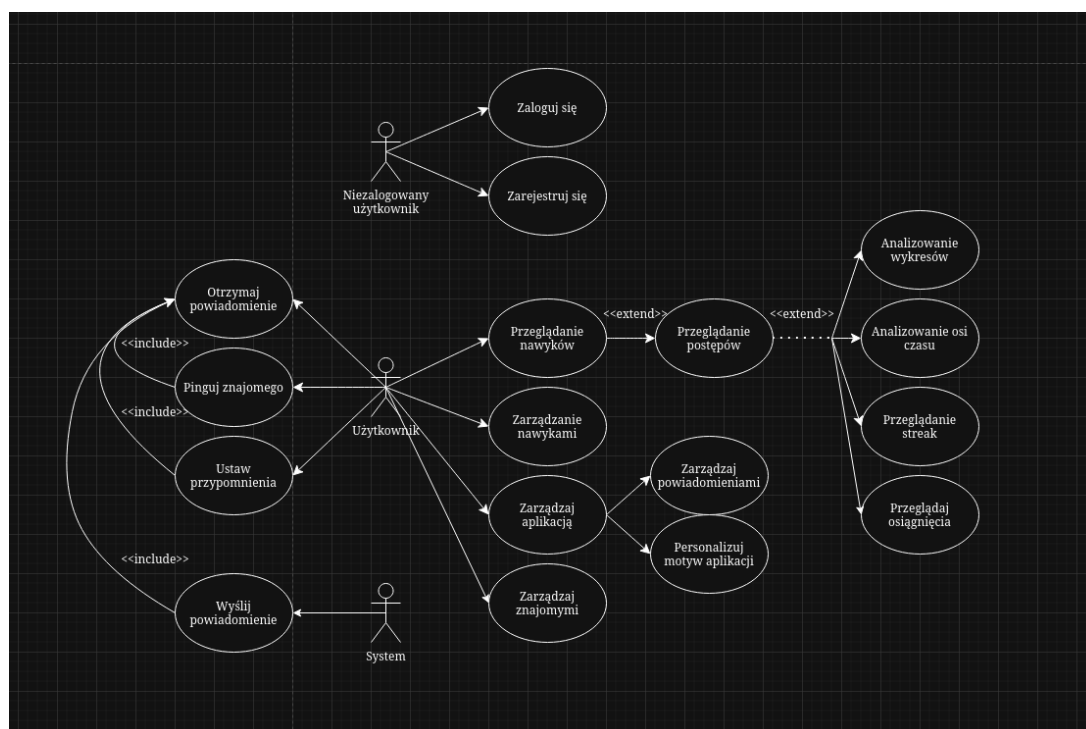 Zaloguj się
Niezalogowany
użytkownik
Zarejestruj się
Analizowanie
wykresów
Otrzymaj
powiadomienie
<<include>>
Pinguj znajomego
<<include>>
Ustaw
przypomnienia
Użytkownik
Przeglądanie
nawyków
<<extend>>
Przeglądanie
postępów
<<extend>>
Analizowanie osi
czasu
Zarządzanie
nawykami
Przeglądanie
streak
Zarządzaj
aplikacją
Zarządzaj
powiadomieniami
Personalizuj
motyw aplikacji
Przeglądaj
osiągnięcia
<<include>>
Wyślij
powiadomienie
System
Zarządzaj
znajomymi